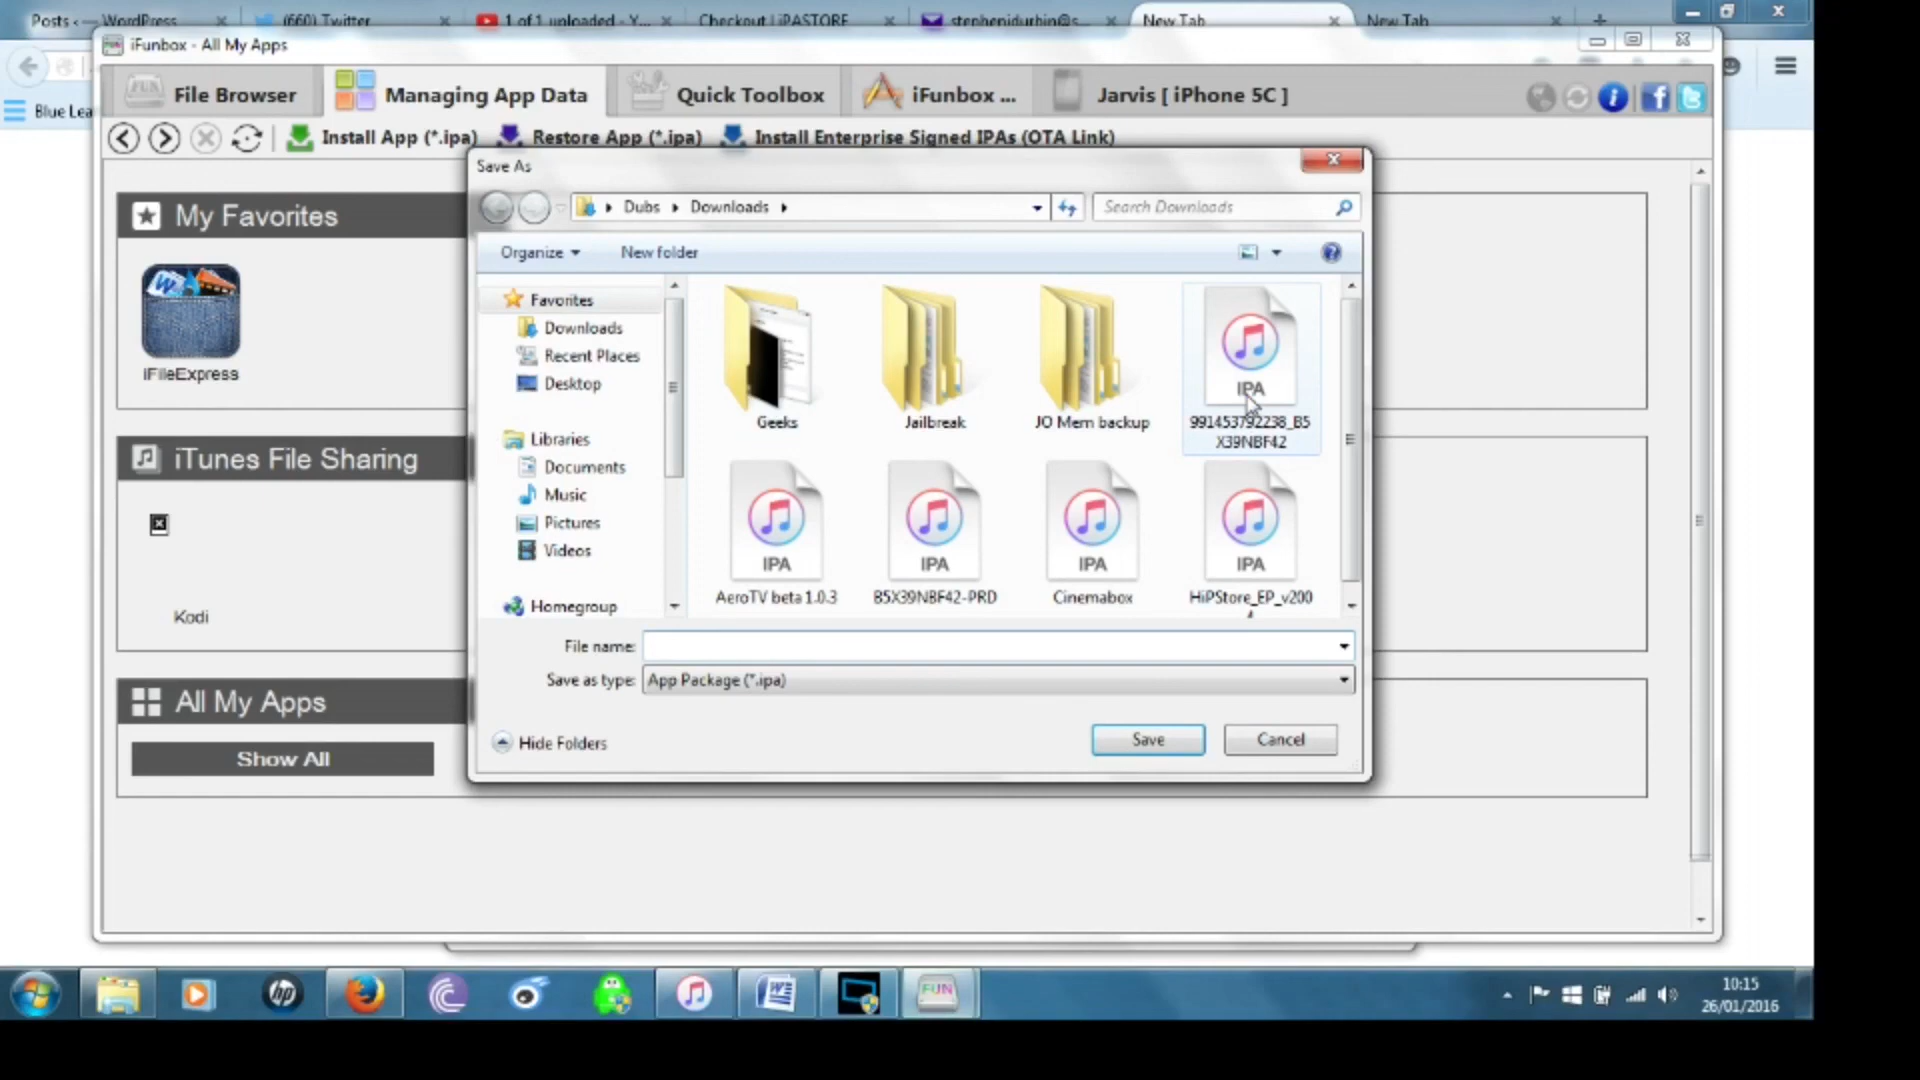 Posts ‹ WordPress
(660) Twitter
1 of 1 uploaded - Y...
Checkout | iPASTORE
stephenjdurbin@s...
New Tab
New Tab
iFunbox - All My Apps
File Browser
Managing App Data
Quick Toolbox
iFunbox ...
Jarvis [ iPhone 5C ]
Blue Lea
Install App (*.ipa)
Restore App (*.ipa)
Install Enterprise Signed IPAs (OTA Link)
Save As
Dubs
Downloads
Search Downloads
Organize
New folder
My Favorites
iFileExpress
iTunes File Sharing
Kodi
All My Apps
Show All
Favorites
Downloads
Recent Places
Desktop
Libraries
Documents
Music
Pictures
Videos
Homegroup
Geeks
Jailbreak
JO Mem backup
IPA
991453792238_B5
X39NBF42
IPA
AeroTV beta 1.0.3
IPA
B5X39NBF42-PRD
IPA
Cinemabox
IPA
HiPStore_EP_v200
File name:
Save as type:
App Package (*.ipa)
Hide Folders
Save
Cancel
hp
FUN
10:15
26/01/2016